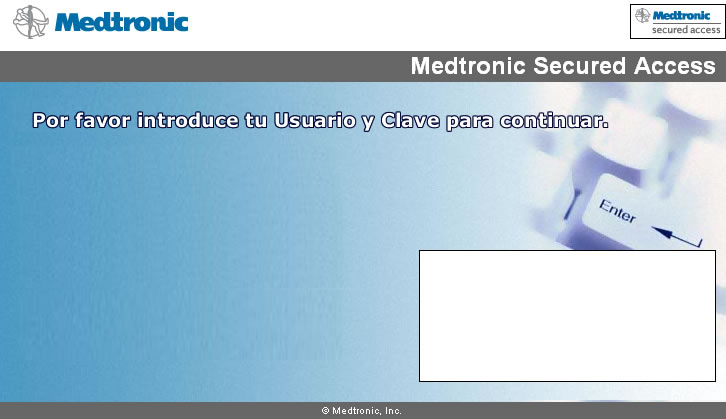 Medtronic
Medtronic
secured access
Medtronic Secured Access
Por favor introduce tu Usuario y Clave para continuar.
Enter
© Medtronic, Inc.